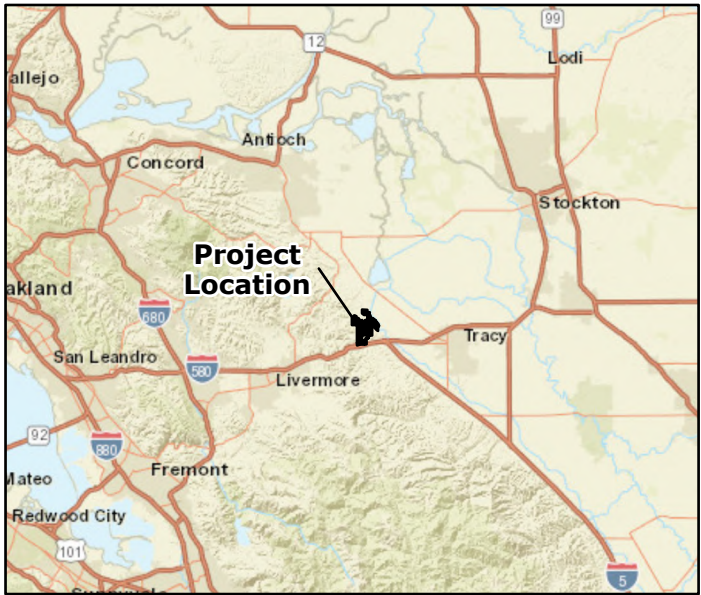 99
12
Lodi
allejo
Antioch
Concord
Stockton
Project
Location
akland
680
Tracy
San Leandro
580
Livermore
92
880
Fremont
Mateo
Redwood City
101
5
Sunnyvale